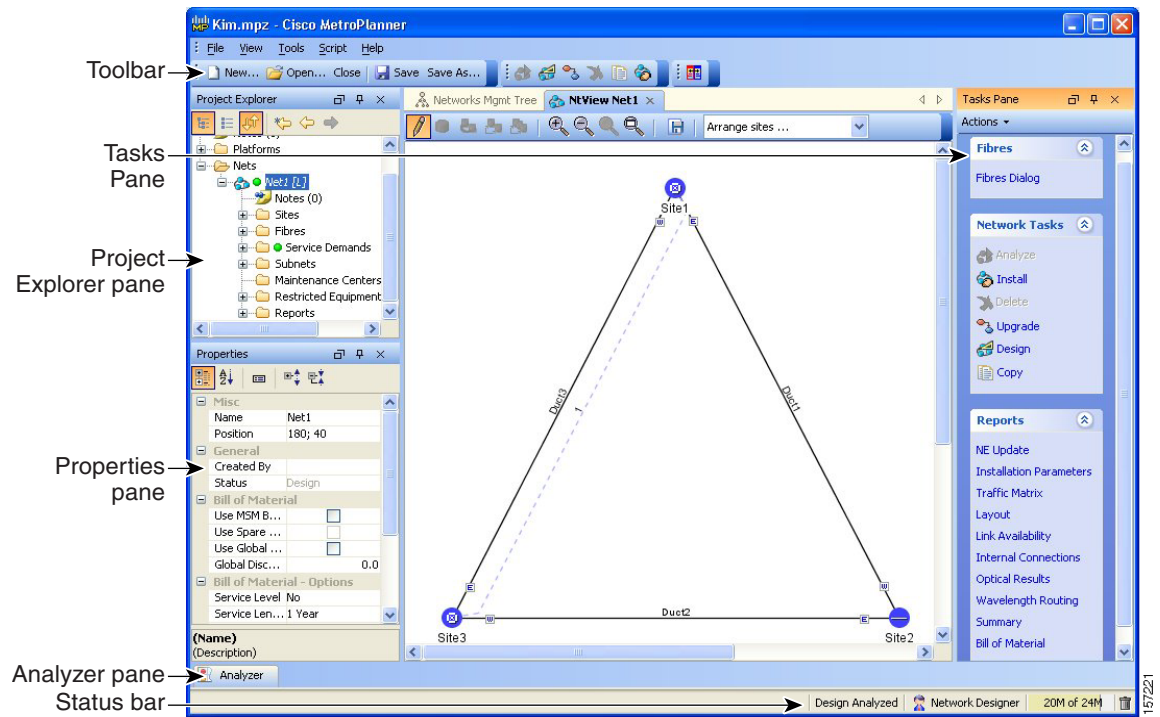 Kim.mpz - Cisco MetroPlanner
File View Tools Script Help
Toolbar
New... Open... Close Save Save As...
Project Explorer
Networks Mgmt Tree
NtView Net1
Tasks Pane
Arrange sites ...
Actions
Tasks
Pane
Platforms
Nets
Net1 [L]
Notes (0)
Sites
Fibres
Service Demands
Subnets
Maintenance Centers
Restricted Equipment
Reports
Project
Explorer pane
Properties
Misc
Name Net1
Position 180; 40
General
Created By
Status Design
Bill of Material
Use MSM B...
Use Spare ...
Use Global ...
Global Disc... 0.0
Bill of Material - Options
Service Level No
Service Len... 1 Year
(Name)
(Description)
Properties
pane
Site1
W
E
Duct3
1
Duct1
E
W
W
Duct2
E
Site3
Site2
Fibres
Fibres Dialog
Network Tasks
Analyze
Install
Delete
Upgrade
Design
Copy
Reports
NE Update
Installation Parameters
Traffic Matrix
Layout
Link Availability
Internal Connections
Optical Results
Wavelength Routing
Summary
Bill of Material
Analyzer pane
Analyzer
Status bar
Design Analyzed
Network Designer
20M of 24M
157221